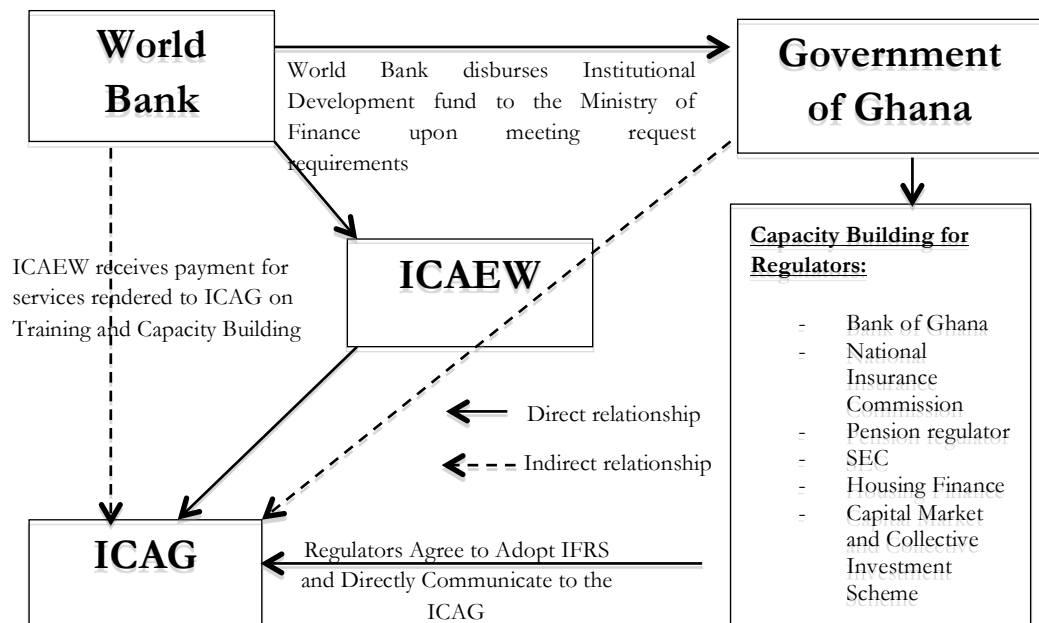 World
Bank
World Bank disburses Institutional
Development fund to the Ministry of
Finance upon meeting request
requirements
Government
of Ghana
ICAEW receives payment for
services rendered to ICAG on
Training and Capacity Building
ICAEW
Capacity Building for
Regulators:
- Bank of Ghana
- National
Insurance
Commission
- Pension regulator
- SEC
- Housing Finance
- Capital Market
and Collective
Investment
Scheme
Direct relationship
Indirect relationship
ICAG
Regulators Agree to Adopt IFRS
and Directly Communicate to the
ICAG